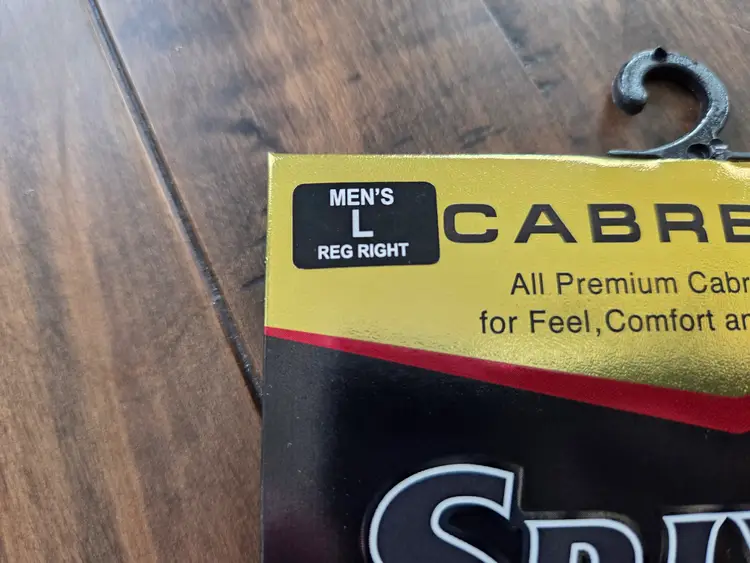 MEN'S
L
REG RIGHT
CABRE
All Premium Cabr
for Feel, Comfort an